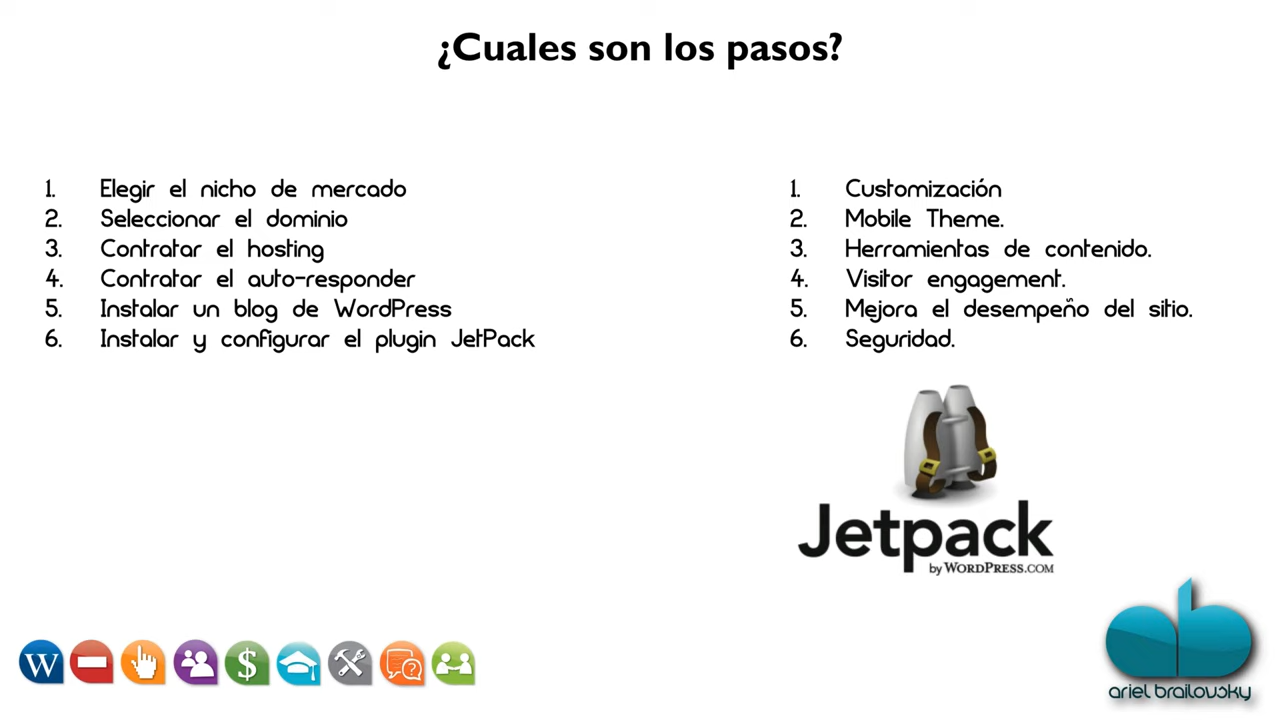 ¿Cuales son los pasos?
1. Elegir el nicho de mercado
2. Seleccionar el dominio
3. Contratar el hosting
4. Contratar el auto-responder
5. Instalar un blog de WordPress
6. Instalar y configurar el plugin JetPack
1. Customización
2. Mobile Theme.
3. Herramientas de contenido.
4. Visitor engagement.
5. Mejora el desempeño del sitio.
6. Seguridad.
Jetpack
by WORDPRESS.COM
W
$
?
ab
ariel brailovsky